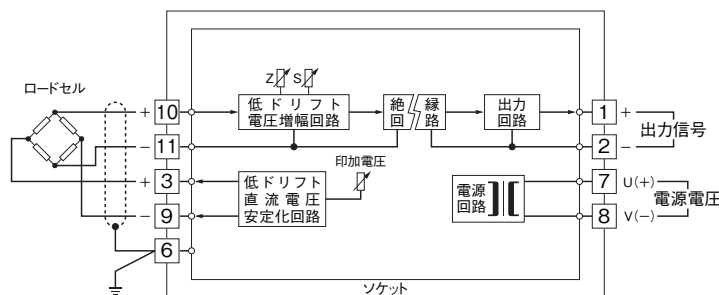 ロードセル
+ 10
− 11
+ 3
− 9
6
Z S
低ドリフト
電圧増幅回路
絶縁
回路
出力
回路
印加電圧
低ドリフト
直流電圧
安定化回路
電源
回路
1 +
2 −
出力信号
7 U(+)
8 V(−)
電源電圧
ソケット